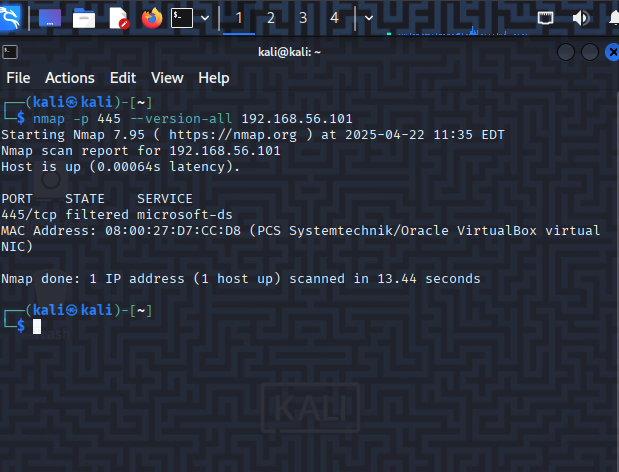 1 2 3 4
kali@kali: ~
File Actions Edit View Help
┌──(kali㉿kali)-[~]
└─$ nmap -p 445 --version-all 192.168.56.101
Starting Nmap 7.95 ( https://nmap.org ) at 2025-04-22 11:35 EDT
Nmap scan report for 192.168.56.101
Host is up (0.00064s latency).
PORT    STATE    SERVICE
445/tcp filtered microsoft-ds
MAC Address: 08:00:27:D7:CC:D8 (PCS Systemtechnik/Oracle VirtualBox virtual
NIC)
Nmap done: 1 IP address (1 host up) scanned in 13.44 seconds
┌──(kali㉿kali)-[~]
└─$
KALI